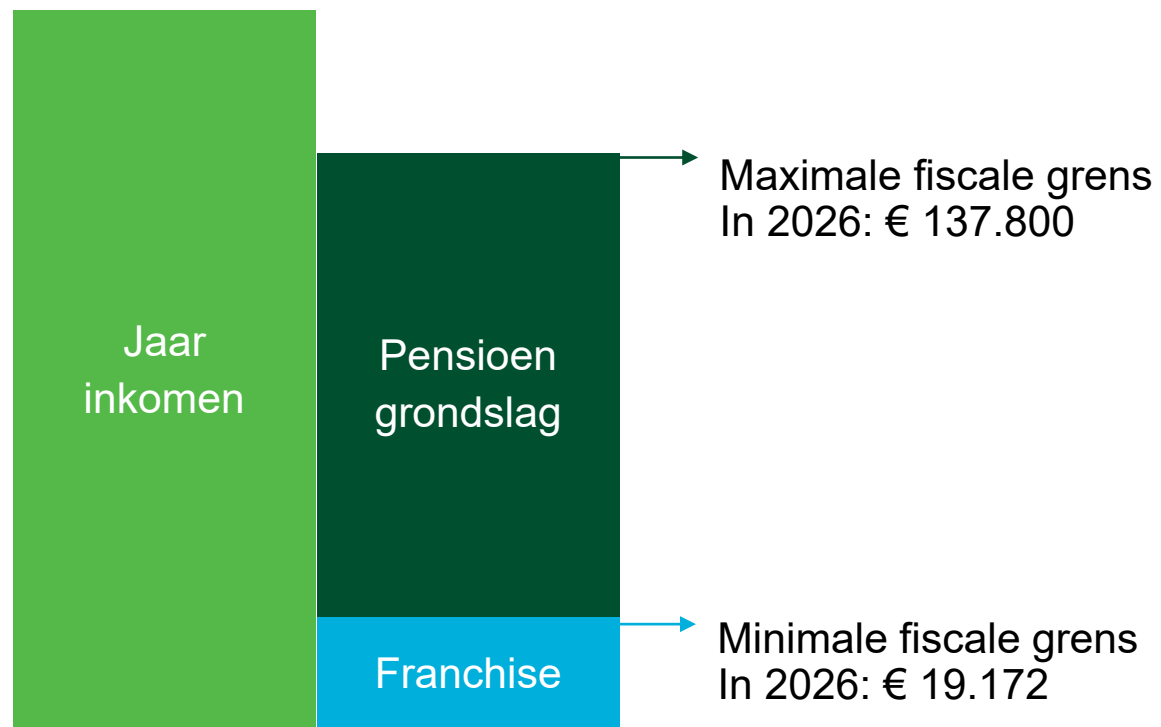 Jaar
inkomen
Pensioen
grondslag
Franchise
Maximale fiscale grens
In 2026: € 137.800
Minimale fiscale grens
In 2026: € 19.172